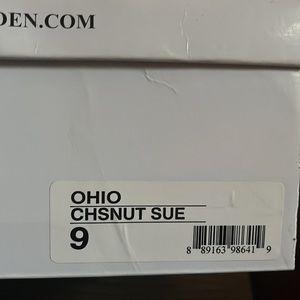 DEN.COM
OHIO
CHSNUT SUE
9
8 89163 98641 9